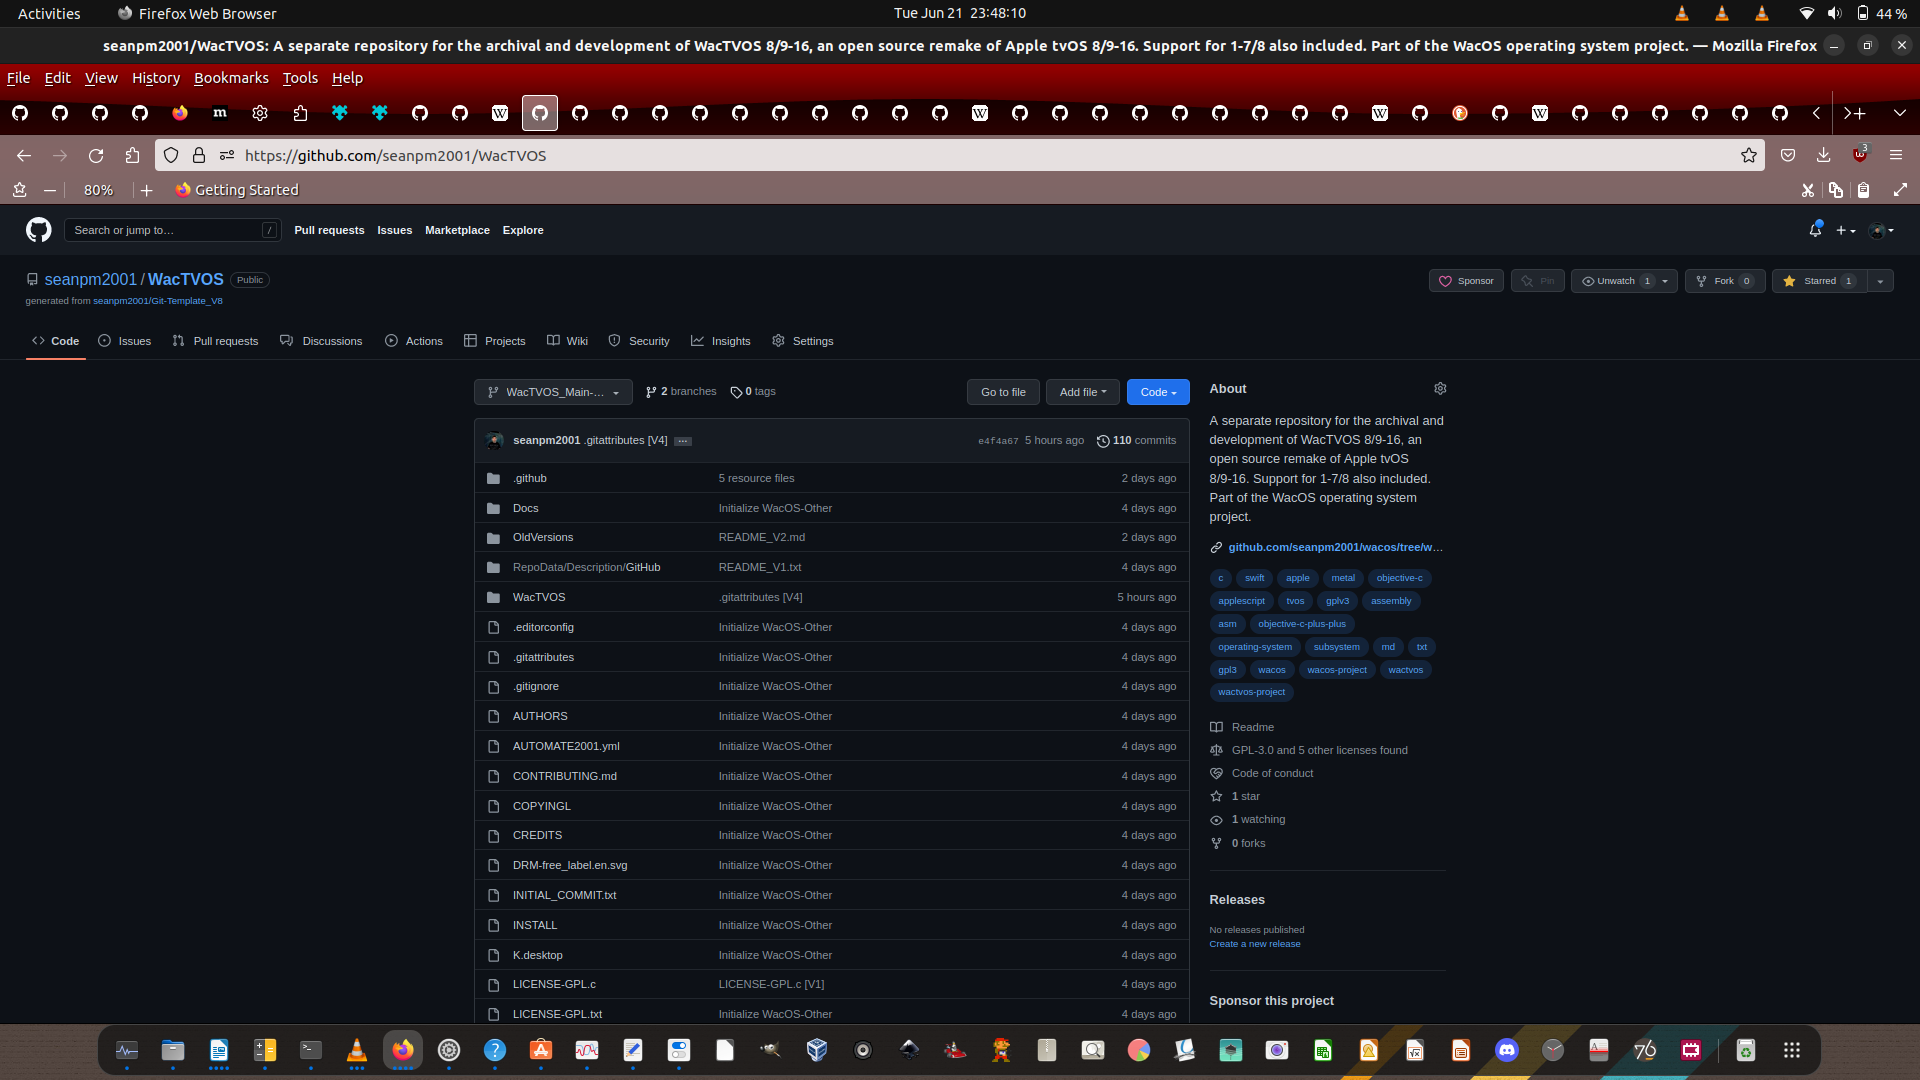 Activities
Firefox Web Browser
Tue Jun 21 23:48:10
44 %
seanpm2001/WacTVOS: A separate repository for the archival and development of WacTVOS 8/9-16, an open source remake of Apple tvOS 8/9-16. Support for 1-7/8 also included. Part of the WacOS operating system project. — Mozilla Firefox
File Edit View History Bookmarks Tools Help
https://github.com/seanpm2001/WacTVOS
3
80%
Getting Started
Search or jump to…
/
Pull requests Issues Marketplace Explore
seanpm2001 / WacTVOS Public
generated from seanpm2001/Git-Template_V8
Sponsor
Pin
Unwatch 1
Fork 0
Starred 1
Code
Issues
Pull requests
Discussions
Actions
Projects
Wiki
Security
Insights
Settings
WacTVOS_Main-...
2 branches
0 tags
Go to file
Add file
Code
seanpm2001 .gitattributes [V4] ...
e4f4a67 5 hours ago
110 commits
.github 5 resource files 2 days ago
Docs Initialize WacOS-Other 4 days ago
OldVersions README_V2.md 2 days ago
RepoData/Description/GitHub README_V1.txt 4 days ago
WacTVOS .gitattributes [V4] 5 hours ago
.editorconfig Initialize WacOS-Other 4 days ago
.gitattributes Initialize WacOS-Other 4 days ago
.gitignore Initialize WacOS-Other 4 days ago
AUTHORS Initialize WacOS-Other 4 days ago
AUTOMATE2001.yml Initialize WacOS-Other 4 days ago
CONTRIBUTING.md Initialize WacOS-Other 4 days ago
COPYINGL Initialize WacOS-Other 4 days ago
CREDITS Initialize WacOS-Other 4 days ago
DRM-free_label.en.svg Initialize WacOS-Other 4 days ago
INITIAL_COMMIT.txt Initialize WacOS-Other 4 days ago
INSTALL Initialize WacOS-Other 4 days ago
K.desktop Initialize WacOS-Other 4 days ago
LICENSE-GPL.c LICENSE-GPL.c [V1] 4 days ago
LICENSE-GPL.txt Initialize WacOS-Other 4 days ago
About
A separate repository for the archival and
development of WacTVOS 8/9-16, an
open source remake of Apple tvOS
8/9-16. Support for 1-7/8 also included.
Part of the WacOS operating system
project.
github.com/seanpm2001/wacos/tree/w...
c swift apple metal objective-c
applescript tvos gplv3 assembly
asm objective-c-plus-plus
operating-system subsystem md txt
gpl3 wacos wacos-project wactvos
wactvos-project
Readme
GPL-3.0 and 5 other licenses found
Code of conduct
1 star
1 watching
0 forks
Releases
No releases published
Create a new release
Sponsor this project
76